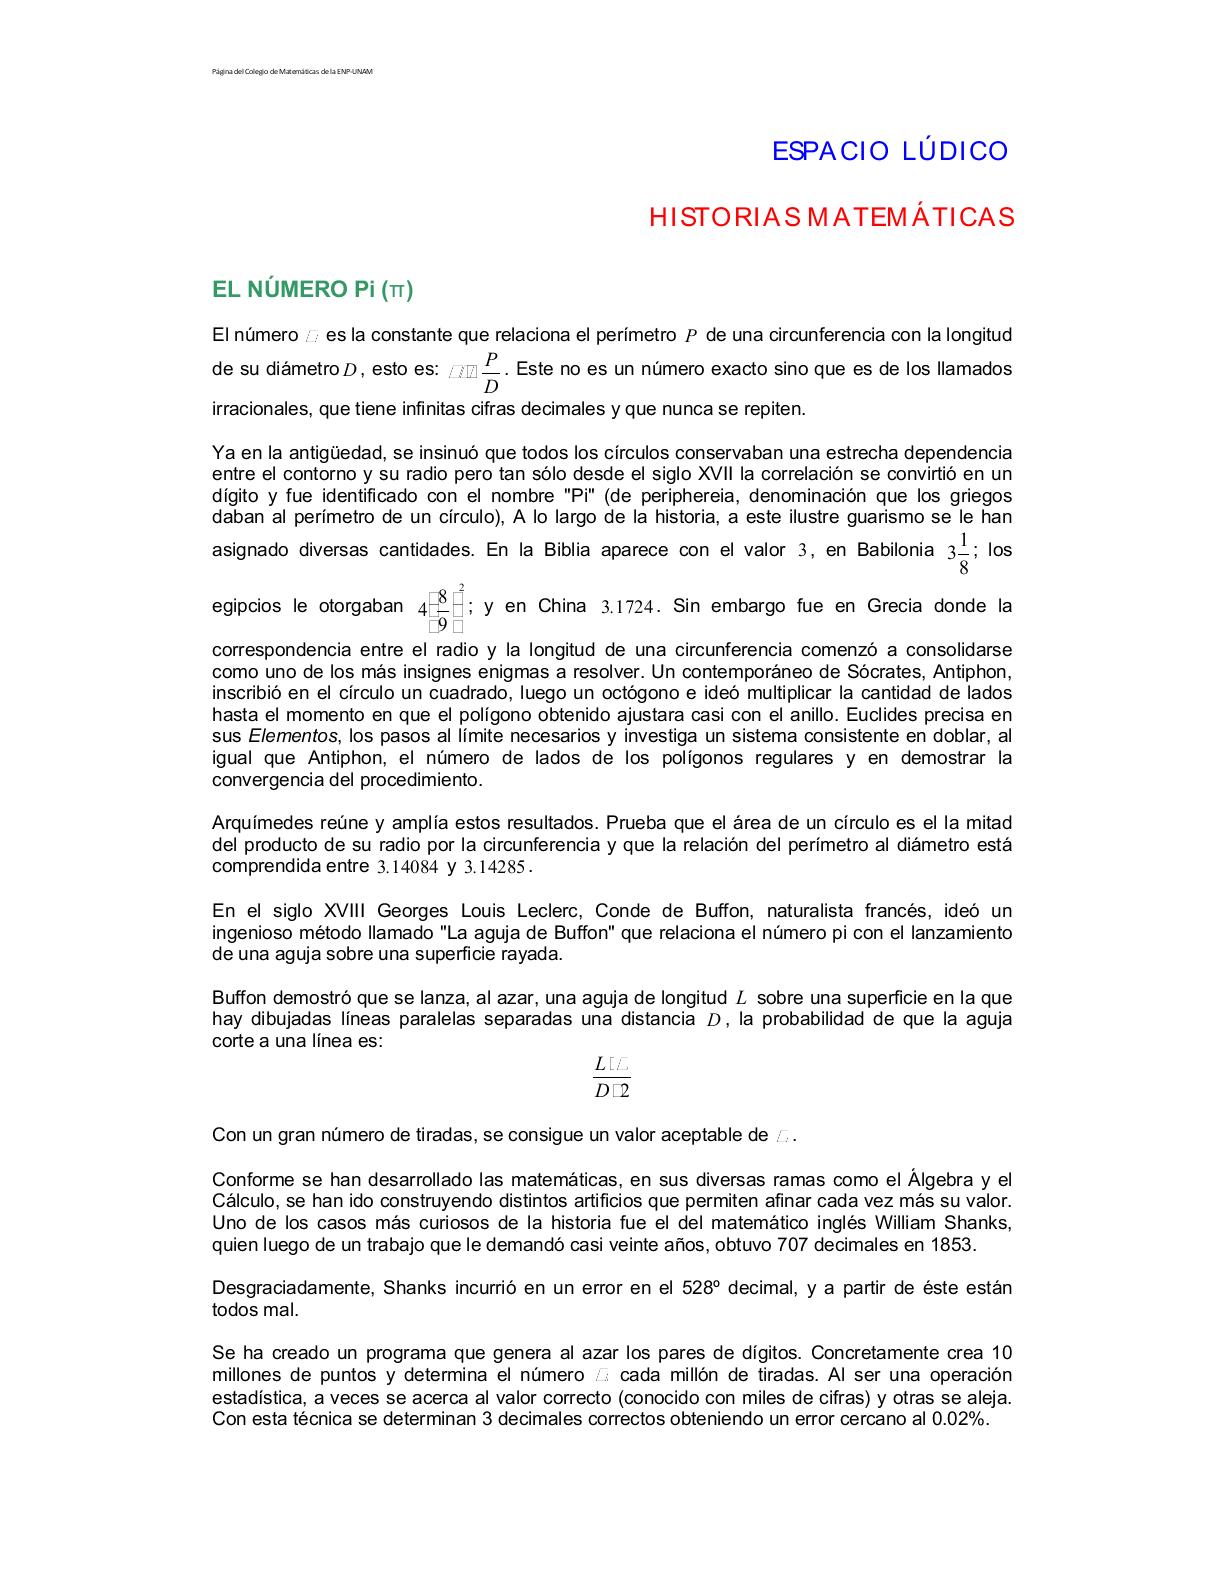 Página del Colegio de Matemáticas de la ENP-UNAM
ESPACIO LÚDICO
HISTORIAS MATEMÁTICAS
EL NÚMERO Pi (π)
El número □ es la constante que relaciona el perímetro P de una circunferencia con la longitud
de su diámetro D, esto es: □□ P/D. Este no es un número exacto sino que es de los llamados
irracionales, que tiene infinitas cifras decimales y que nunca se repiten.
Ya en la antigüedad, se insinuó que todos los círculos conservaban una estrecha dependencia
entre el contorno y su radio pero tan sólo desde el siglo XVII la correlación se convirtió en un
dígito y fue identificado con el nombre "Pi" (de periphereia, denominación que los griegos
daban al perímetro de un círculo), A lo largo de la historia, a este ilustre guarismo se le han
asignado diversas cantidades. En la Biblia aparece con el valor 3, en Babilonia 3 1/8; los
egipcios le otorgaban 4□8/9□²; y en China 3.1724. Sin embargo fue en Grecia donde la
correspondencia entre el radio y la longitud de una circunferencia comenzó a consolidarse
como uno de los más insignes enigmas a resolver. Un contemporáneo de Sócrates, Antiphon,
inscribió en el círculo un cuadrado, luego un octógono e ideó multiplicar la cantidad de lados
hasta el momento en que el polígono obtenido ajustara casi con el anillo. Euclides precisa en
sus Elementos, los pasos al límite necesarios y investiga un sistema consistente en doblar, al
igual que Antiphon, el número de lados de los polígonos regulares y en demostrar la
convergencia del procedimiento.
Arquímedes reúne y amplía estos resultados. Prueba que el área de un círculo es el la mitad
del producto de su radio por la circunferencia y que la relación del perímetro al diámetro está
comprendida entre 3.14084 y 3.14285.
En el siglo XVIII Georges Louis Leclerc, Conde de Buffon, naturalista francés, ideó un
ingenioso método llamado "La aguja de Buffon" que relaciona el número pi con el lanzamiento
de una aguja sobre una superficie rayada.
Buffon demostró que se lanza, al azar, una aguja de longitud L sobre una superficie en la que
hay dibujadas líneas paralelas separadas una distancia D, la probabilidad de que la aguja
corte a una línea es:
L□□
D□2
Con un gran número de tiradas, se consigue un valor aceptable de □.
Conforme se han desarrollado las matemáticas, en sus diversas ramas como el Álgebra y el
Cálculo, se han ido construyendo distintos artificios que permiten afinar cada vez más su valor.
Uno de los casos más curiosos de la historia fue el del matemático inglés William Shanks,
quien luego de un trabajo que le demandó casi veinte años, obtuvo 707 decimales en 1853.
Desgraciadamente, Shanks incurrió en un error en el 528º decimal, y a partir de éste están
todos mal.
Se ha creado un programa que genera al azar los pares de dígitos. Concretamente crea 10
millones de puntos y determina el número □ cada millón de tiradas. Al ser una operación
estadística, a veces se acerca al valor correcto (conocido con miles de cifras) y otras se aleja.
Con esta técnica se determinan 3 decimales correctos obteniendo un error cercano al 0.02%.